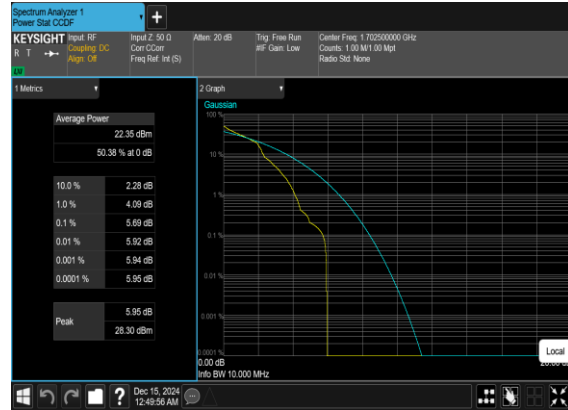 Spectrum Analyzer 1
Power Stat CCDF
KEYSIGHT
R T
LXI
Input: RF
Coupling: DC
Align: Off
Input Z: 50 Ω
Corr CCorr
Freq Ref: Int (S)
Atten: 20 dB
Trig: Free Run
#IF Gain: Low
Center Freq: 1.702500000 GHz
Counts: 1.00 M/1.00 Mpt
Radio Std: None
1 Metrics
Average Power
22.35 dBm
50.38 % at 0 dB
10.0 % 2.28 dB
1.0 % 4.09 dB
0.1 % 5.69 dB
0.01 % 5.92 dB
0.001 % 5.94 dB
0.0001 % 5.95 dB
Peak
5.95 dB
28.30 dBm
2 Graph
Gaussian
100 %
10 %
1 %
0.1 %
0.01 %
0.001 %
0.0001 %
0.00 dB
Info BW 10.000 MHz
Local
?
Dec 15, 2024
12:49:56 AM